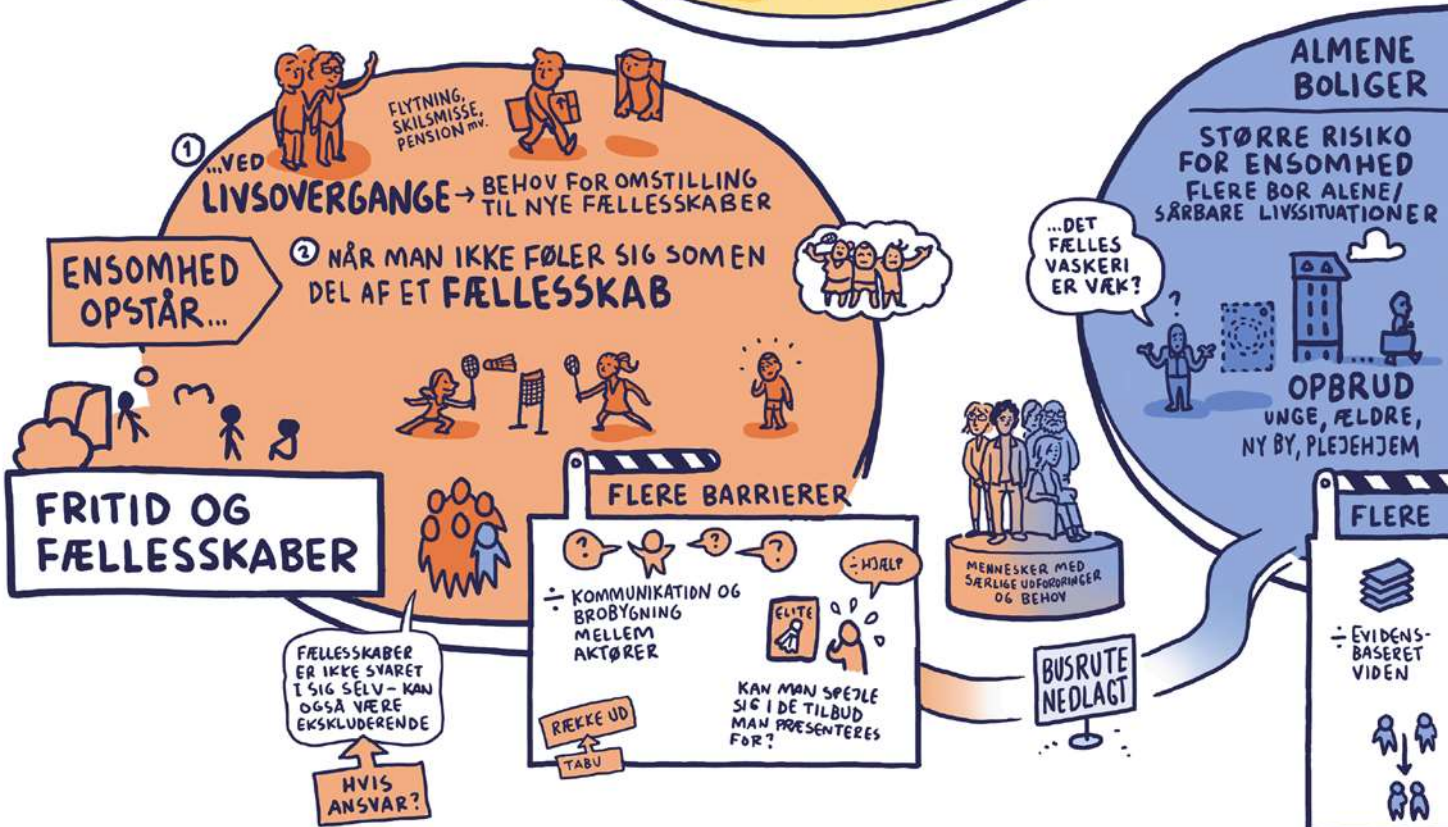 FLYTNING,
SKILSMISSE,
PENSION mv.
① ...VED
LIVSOVERGANGE → BEHOV FOR OMSTILLING
TIL NYE FÆLLESSKABER
ENSOMHED
OPSTÅR...
② NÅR MAN IKKE FØLER SIG SOM EN
DEL AF ET FÆLLESSKAB
FRITID OG
FÆLLESSKABER
FLERE BARRIERER
? ? ?
÷ KOMMUNIKATION OG
BROBYGNING
MELLEM
AKTØRER
÷ HJÆLP
ELITE
KAN MAN SPEJLE
SIG I DE TILBUD
MAN PRÆSENTERES
FOR?
RÆKKE UD
TABU
FÆLLESSKABER
ER IKKE SVARET
I SIG SELV – KAN
OGSÅ VÆRE
EKSKLUDERENDE
HVIS
ANSVAR?
MENNESKER MED
SÆRLIGE UDFORDRINGER
OG BEHOV
BUSRUTE
NEDLAGT
ALMENE
BOLIGER
STØRRE RISIKO
FOR ENSOMHED
FLERE BOR ALENE/
SÅRBARE LIVSSITUATIONER
...DET
FÆLLES
VASKERI
ER VÆK?
?
OPBRUD
UNGE, ÆLDRE,
NY BY, PLEJEHJEM
FLERE
÷ EVIDENS-
BASERET
VIDEN